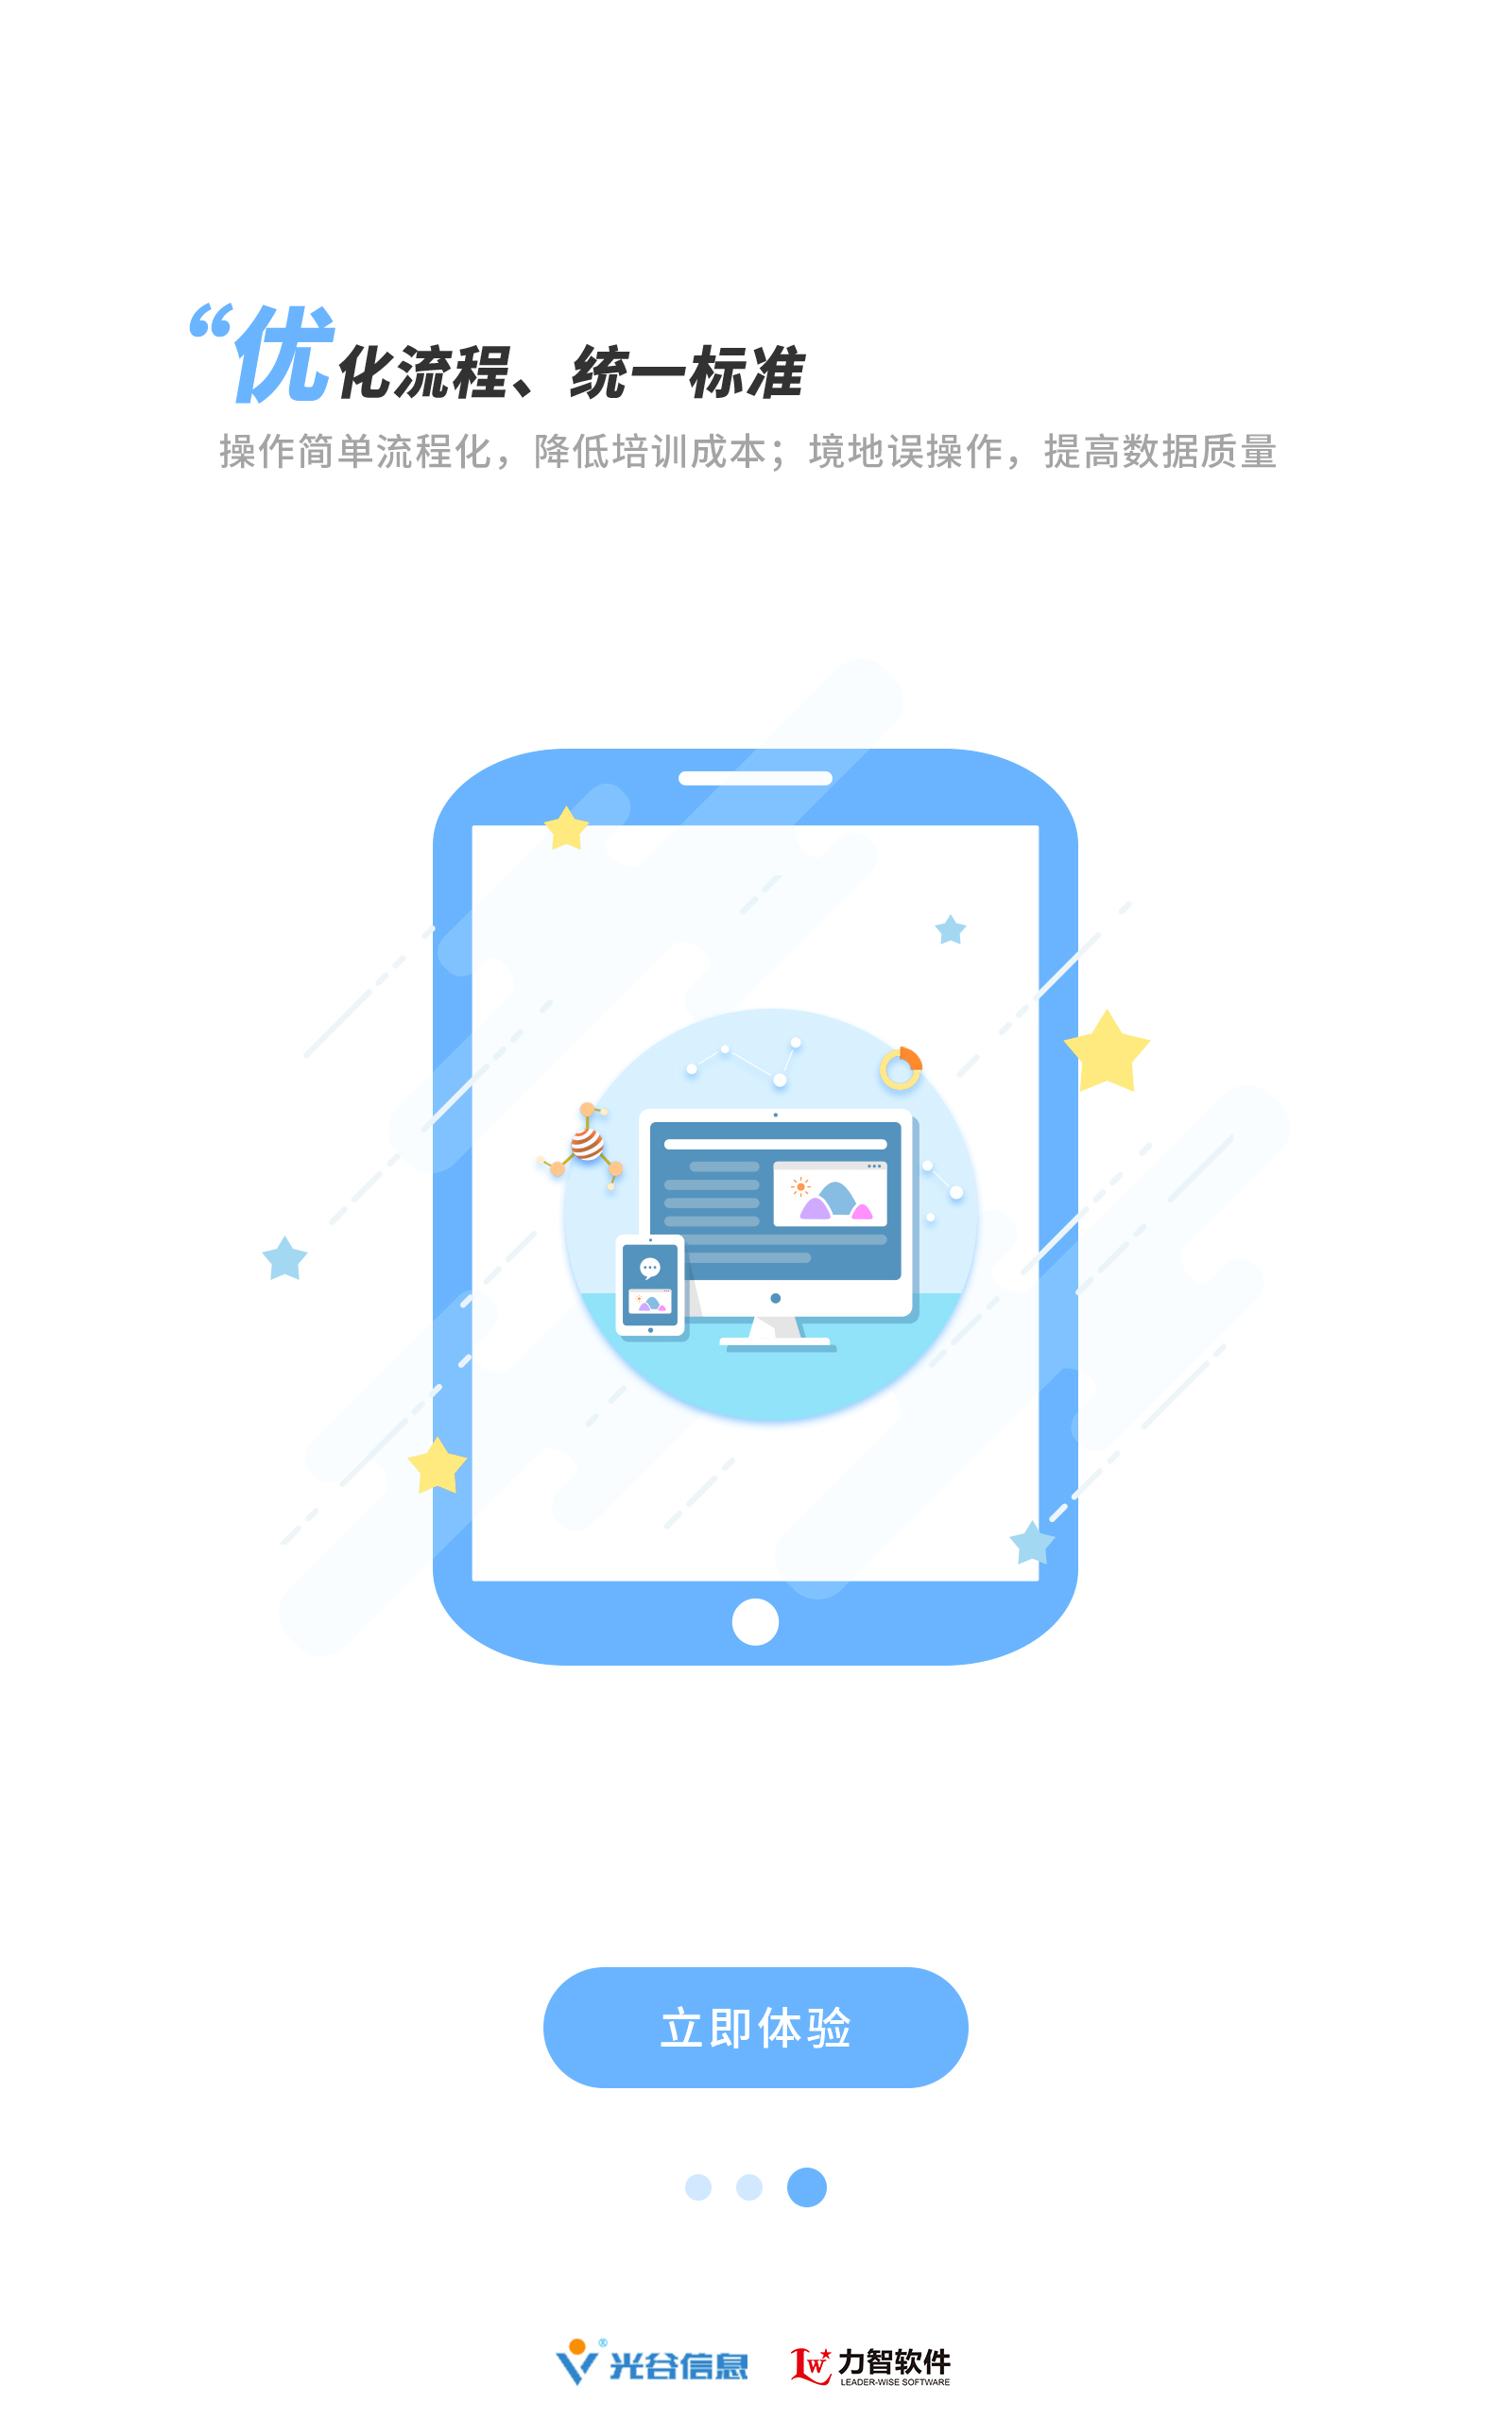 “优化流程、统一标准
操作简单流程化，降低培训成本；境地误操作，提高数据质量
立即体验
光谷信息®
LW力智软件
LEADER-WISE SOFTWARE